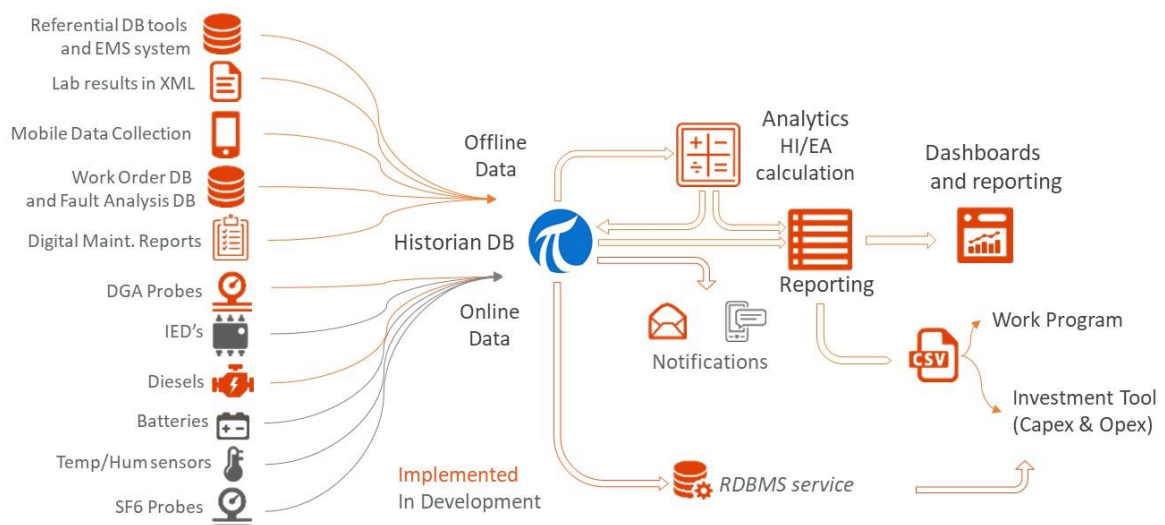 Referential DB tools
and EMS system
Lab results in XML
Mobile Data Collection
Work Order DB
and Fault Analysis DB
Digital Maint. Reports
DGA Probes
IED's
Diesels
Batteries
Temp/Hum sensors
SF6 Probes
Offline
Data
Historian DB
Online
Data
Implemented
In Development
Analytics
HI/EA
calculation
Dashboards
and reporting
Reporting
Notifications
CSV
Work Program
Investment Tool
(Capex & Opex)
RDBMS service